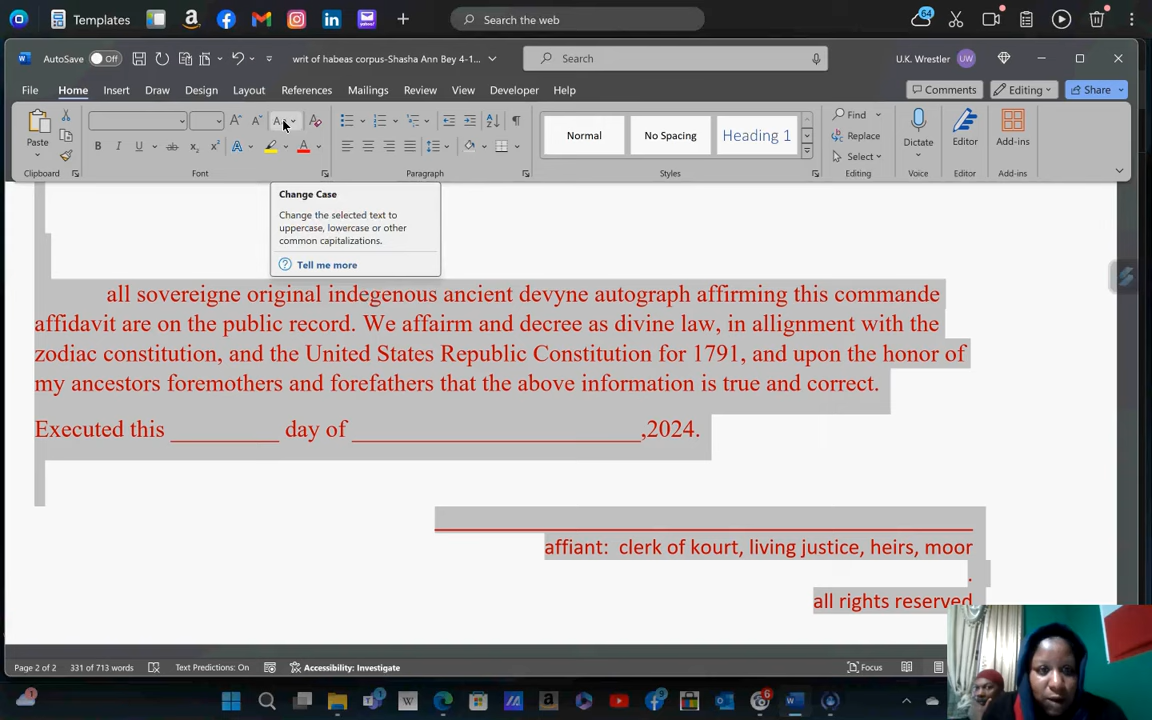 Templates
Search the web
64
AutoSave Off
writ of habeas corpus-Shasha Ann Bey 4-1...
Search
U.K. Wrestler UW
File Home Insert Draw Design Layout References Mailings Review View Developer Help
Comments Editing Share
Paste
B I U ab x x A A
Normal No Spacing Heading 1
Find
Replace
Select
Dictate Editor Add-ins
Clipboard Font Paragraph Styles Editing Voice Editor Add-ins
Change Case
Change the selected text to
uppercase, lowercase or other
common capitalizations.
Tell me more
all sovereigne original indegenous ancient devyne autograph affirming this commande
affidavit are on the public record. We affairm and decree as divine law, in allignment with the
zodiac constitution, and the United States Republic Constitution for 1791, and upon the honor of
my ancestors foremothers and forefathers that the above information is true and correct.
Executed this _________ day of ________________________,2024.
affiant: clerk of kourt, living justice, heirs, moor
.
all rights reserved
Page 2 of 2 331 of 713 words Text Predictions: On Accessibility: Investigate Focus